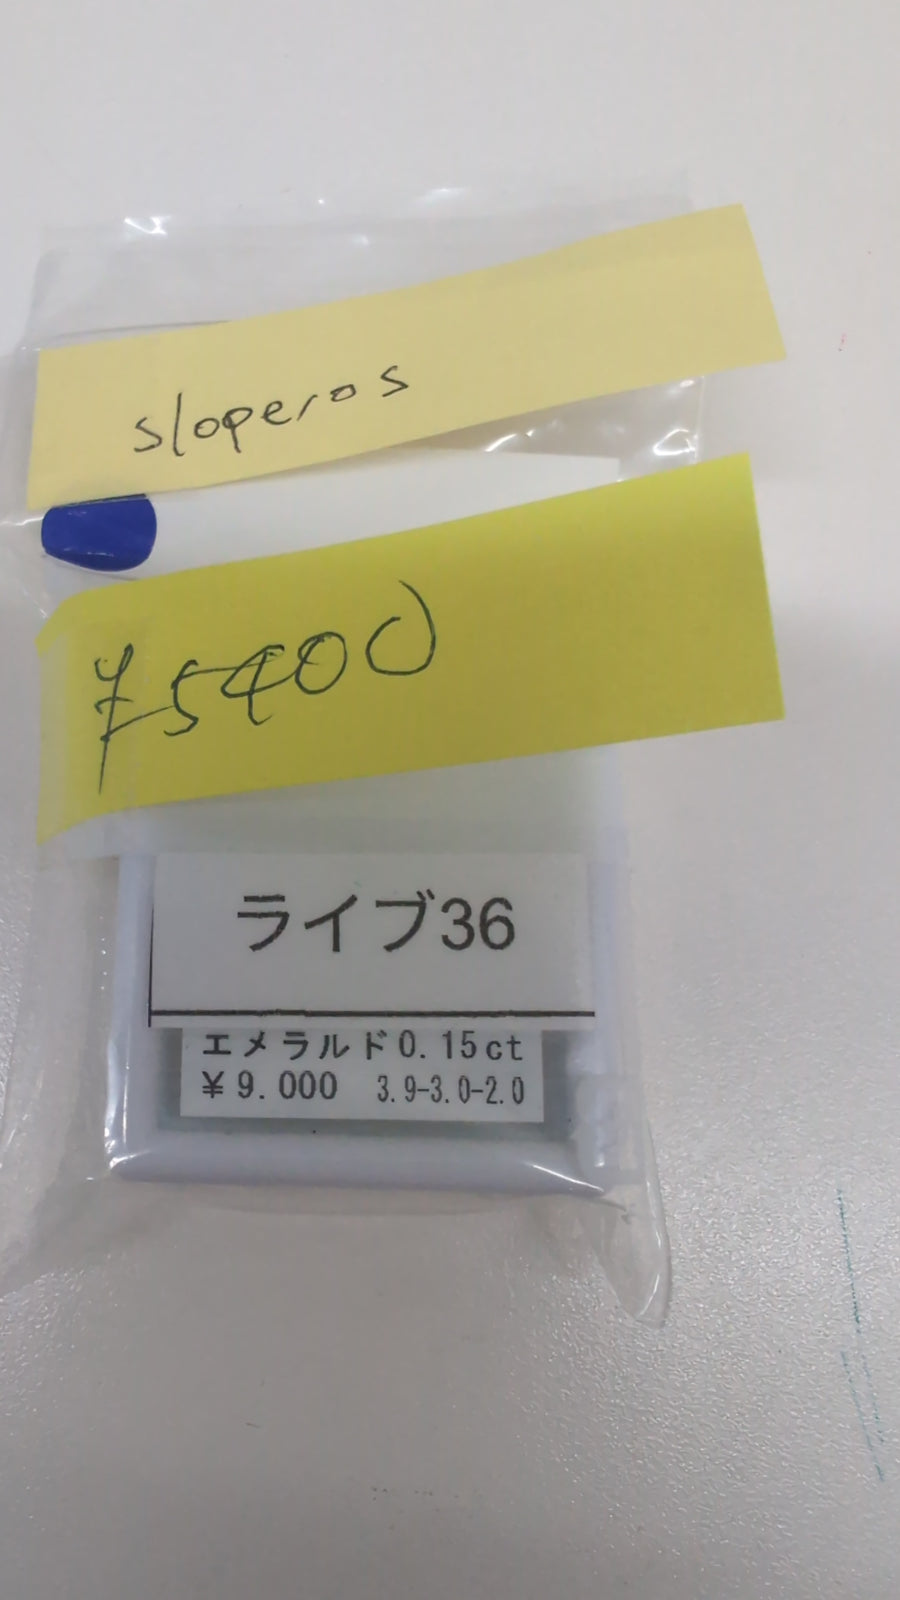 sloperos
¥5400
ライブ36
エメラルド0.15ct
¥9.000 3.9-3.0-2.0